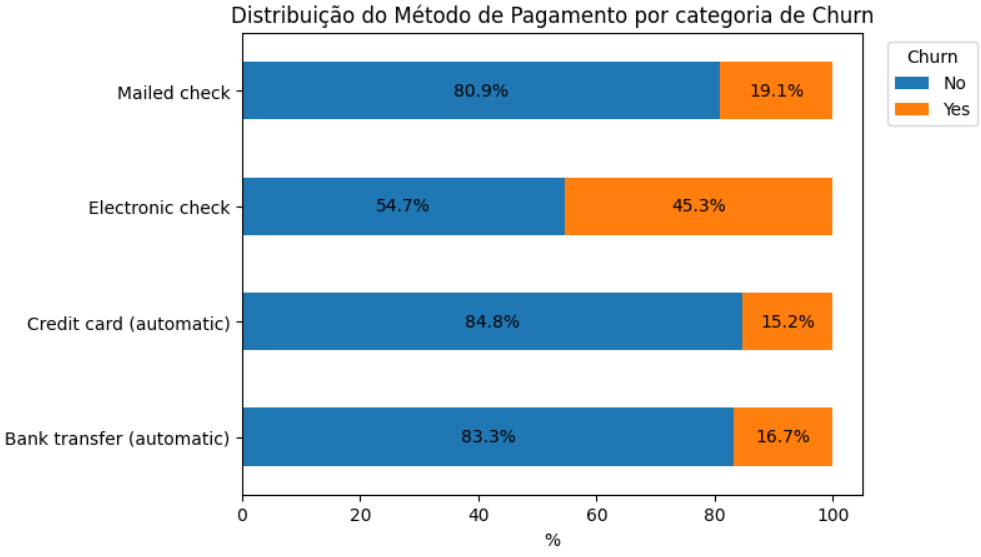 Distribuição do Método de Pagamento por categoria de Churn
Churn
No
Yes
Mailed check
80.9%
19.1%
Electronic check
54.7%
45.3%
Credit card (automatic)
84.8%
15.2%
Bank transfer (automatic)
83.3%
16.7%
0 20 40 60 80 100
%